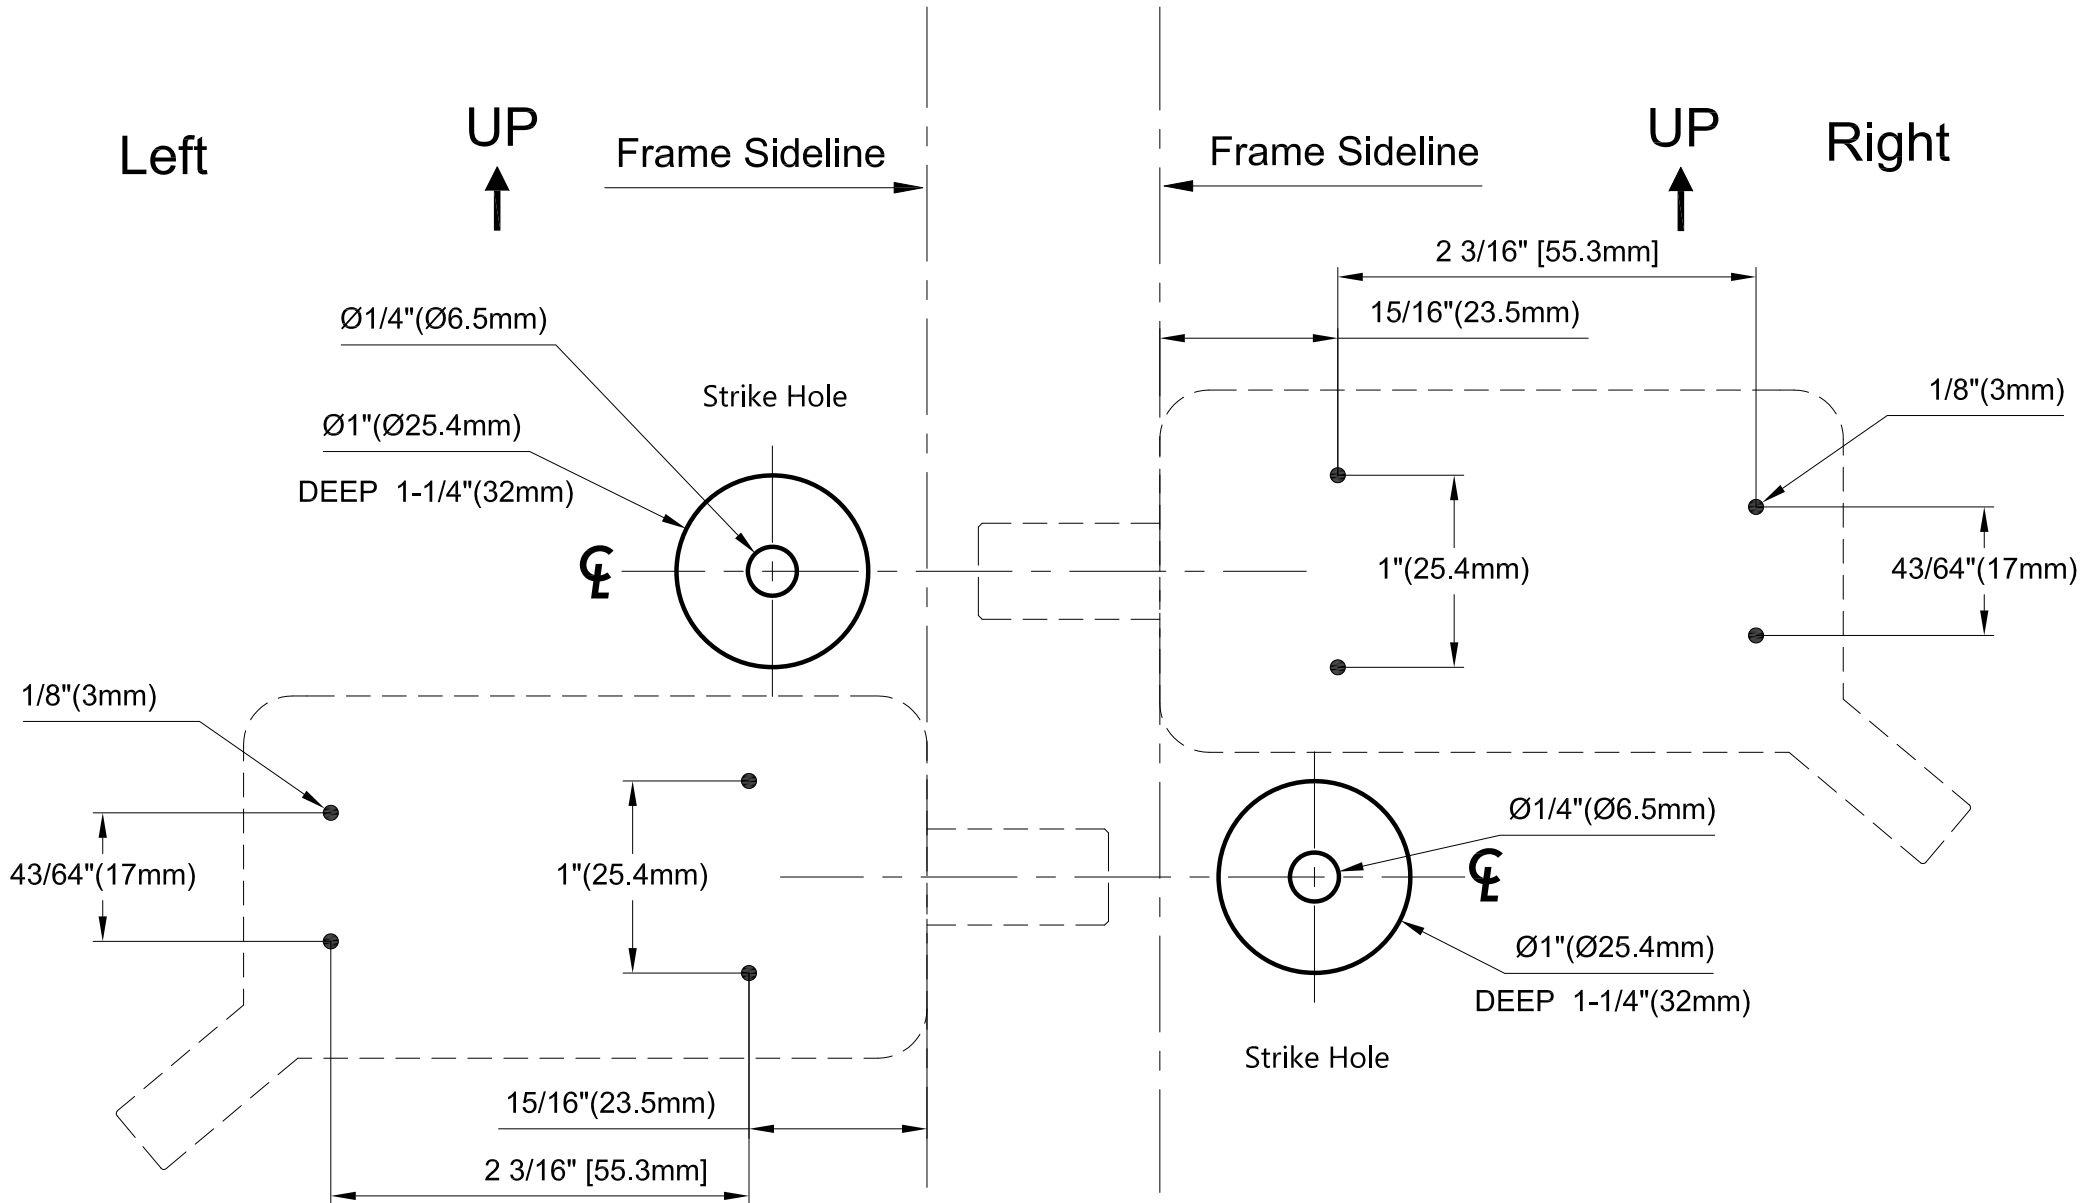 Left
UP
Frame Sideline
Frame Sideline
UP
Right
2 3/16" [55.3mm]
15/16"(23.5mm)
Ø1/4"(Ø6.5mm)
Strike Hole
1/8"(3mm)
Ø1"(Ø25.4mm)
DEEP 1-1/4"(32mm)
℄
1"(25.4mm)
43/64"(17mm)
1/8"(3mm)
Ø1/4"(Ø6.5mm)
43/64"(17mm)
1"(25.4mm)
℄
Ø1"(Ø25.4mm)
DEEP 1-1/4"(32mm)
Strike Hole
15/16"(23.5mm)
2 3/16" [55.3mm]